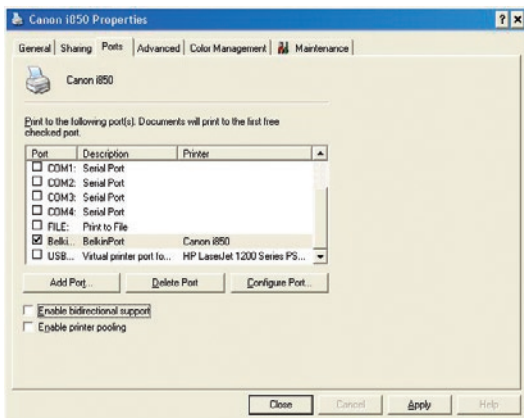 Canon i850 Properties
General Sharing Ports Advanced Color Management Maintenance
Canon i850
Print to the following port(s). Documents will print to the first free
checked port.
Port Description Printer
COM1: Serial Port
COM2: Serial Port
COM3: Serial Port
COM4: Serial Port
FILE: Print to File
Belki... BelkinPort Canon i850
USB... Virtual printer port fo... HP LaserJet 1200 Series PS...
Add Port... Delete Port Configure Port...
Enable bidirectional support
Enable printer pooling
Close Cancel Apply Help